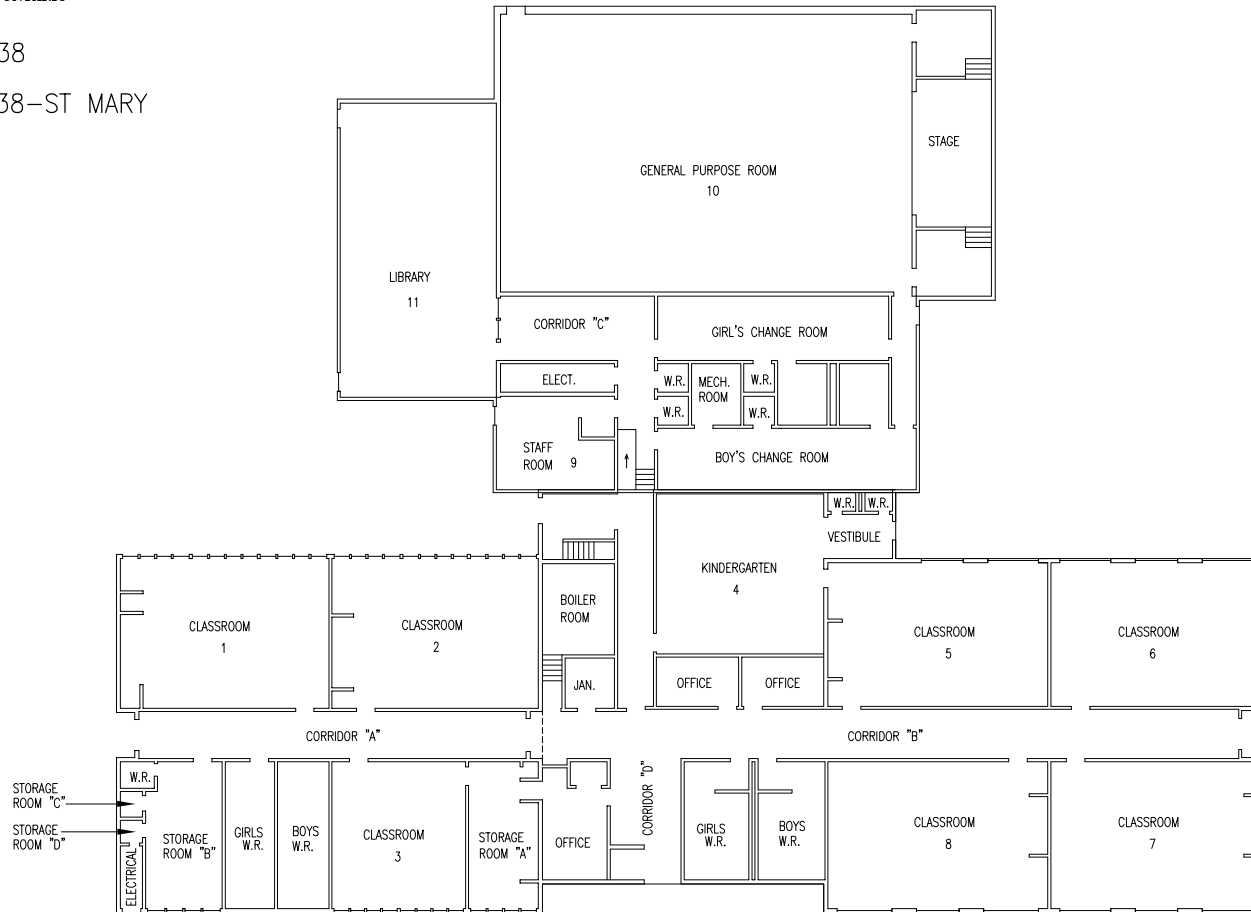 38
38-ST MARY
STAGE
GENERAL PURPOSE ROOM
10
LIBRARY
11
CORRIDOR "C"
GIRL'S CHANGE ROOM
ELECT.
W.R.
MECH.
ROOM
W.R.
W.R.
W.R.
STAFF
ROOM 9
BOY'S CHANGE ROOM
W.R.
W.R.
VESTIBULE
KINDERGARTEN
4
BOILER
ROOM
CLASSROOM
1
CLASSROOM
2
CLASSROOM
5
CLASSROOM
6
JAN.
OFFICE
OFFICE
CORRIDOR "A"
CORRIDOR "B"
CORRIDOR "D"
W.R.
STORAGE
ROOM "C"
STORAGE
ROOM "D"
ELECTRICAL
STORAGE
ROOM "B"
GIRLS
W.R.
BOYS
W.R.
CLASSROOM
3
STORAGE
ROOM "A"
OFFICE
GIRLS
W.R.
BOYS
W.R.
CLASSROOM
8
CLASSROOM
7